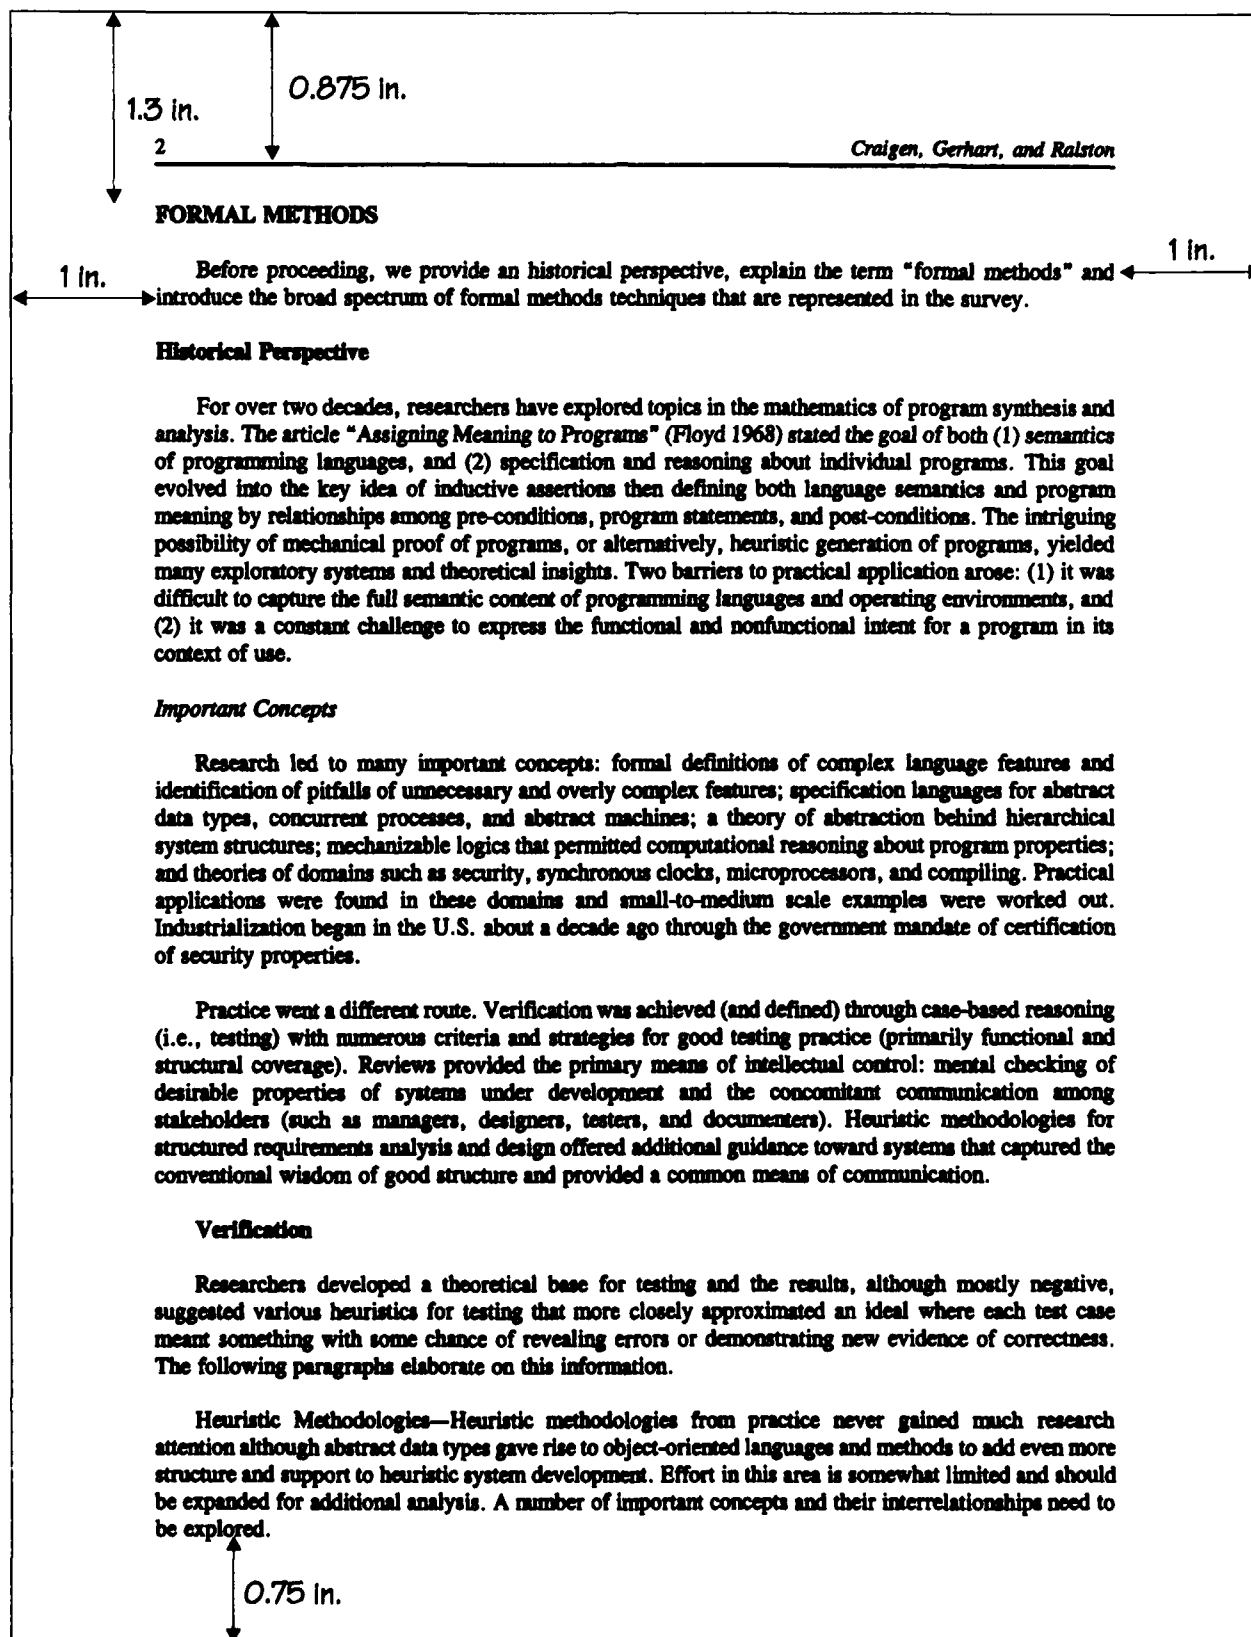 0.875 in.
1.3 in.
2 Craigen, Gerhart, and Ralston
FORMAL METHODS
1 in.
Before proceeding, we provide an historical perspective, explain the term "formal methods" and
1 in.
introduce the broad spectrum of formal methods techniques that are represented in the survey.
Historical Perspective
For over two decades, researchers have explored topics in the mathematics of program synthesis and
analysis. The article "Assigning Meaning to Programs" (Floyd 1968) stated the goal of both (1) semantics
of programming languages, and (2) specification and reasoning about individual programs. This goal
evolved into the key idea of inductive assertions then defining both language semantics and program
meaning by relationships among pre-conditions, program statements, and post-conditions. The intriguing
possibility of mechanical proof of programs, or alternatively, heuristic generation of programs, yielded
many exploratory systems and theoretical insights. Two barriers to practical application arose: (1) it was
difficult to capture the full semantic content of programming languages and operating environments, and
(2) it was a constant challenge to express the functional and nonfunctional intent for a program in its
context of use.
Important Concepts
Research led to many important concepts: formal definitions of complex language features and
identification of pitfalls of unnecessary and overly complex features; specification languages for abstract
data types, concurrent processes, and abstract machines; a theory of abstraction behind hierarchical
system structures; mechanizable logics that permitted computational reasoning about program properties;
and theories of domains such as security, synchronous clocks, microprocessors, and compiling. Practical
applications were found in these domains and small-to-medium scale examples were worked out.
Industrialization began in the U.S. about a decade ago through the government mandate of certification
of security properties.
Practice went a different route. Verification was achieved (and defined) through case-based reasoning
(i.e., testing) with numerous criteria and strategies for good testing practice (primarily functional and
structural coverage). Reviews provided the primary means of intellectual control: mental checking of
desirable properties of systems under development and the concomitant communication among
stakeholders (such as managers, designers, testers, and documenters). Heuristic methodologies for
structured requirements analysis and design offered additional guidance toward systems that captured the
conventional wisdom of good structure and provided a common means of communication.
Verification
Researchers developed a theoretical base for testing and the results, although mostly negative,
suggested various heuristics for testing that more closely approximated an ideal where each test case
meant something with some chance of revealing errors or demonstrating new evidence of correctness.
The following paragraphs elaborate on this information.
Heuristic Methodologies—Heuristic methodologies from practice never gained much research
attention although abstract data types gave rise to object-oriented languages and methods to add even more
structure and support to heuristic system development. Effort in this area is somewhat limited and should
be expanded for additional analysis. A number of important concepts and their interrelationships need to
be explored.
0.75 in.